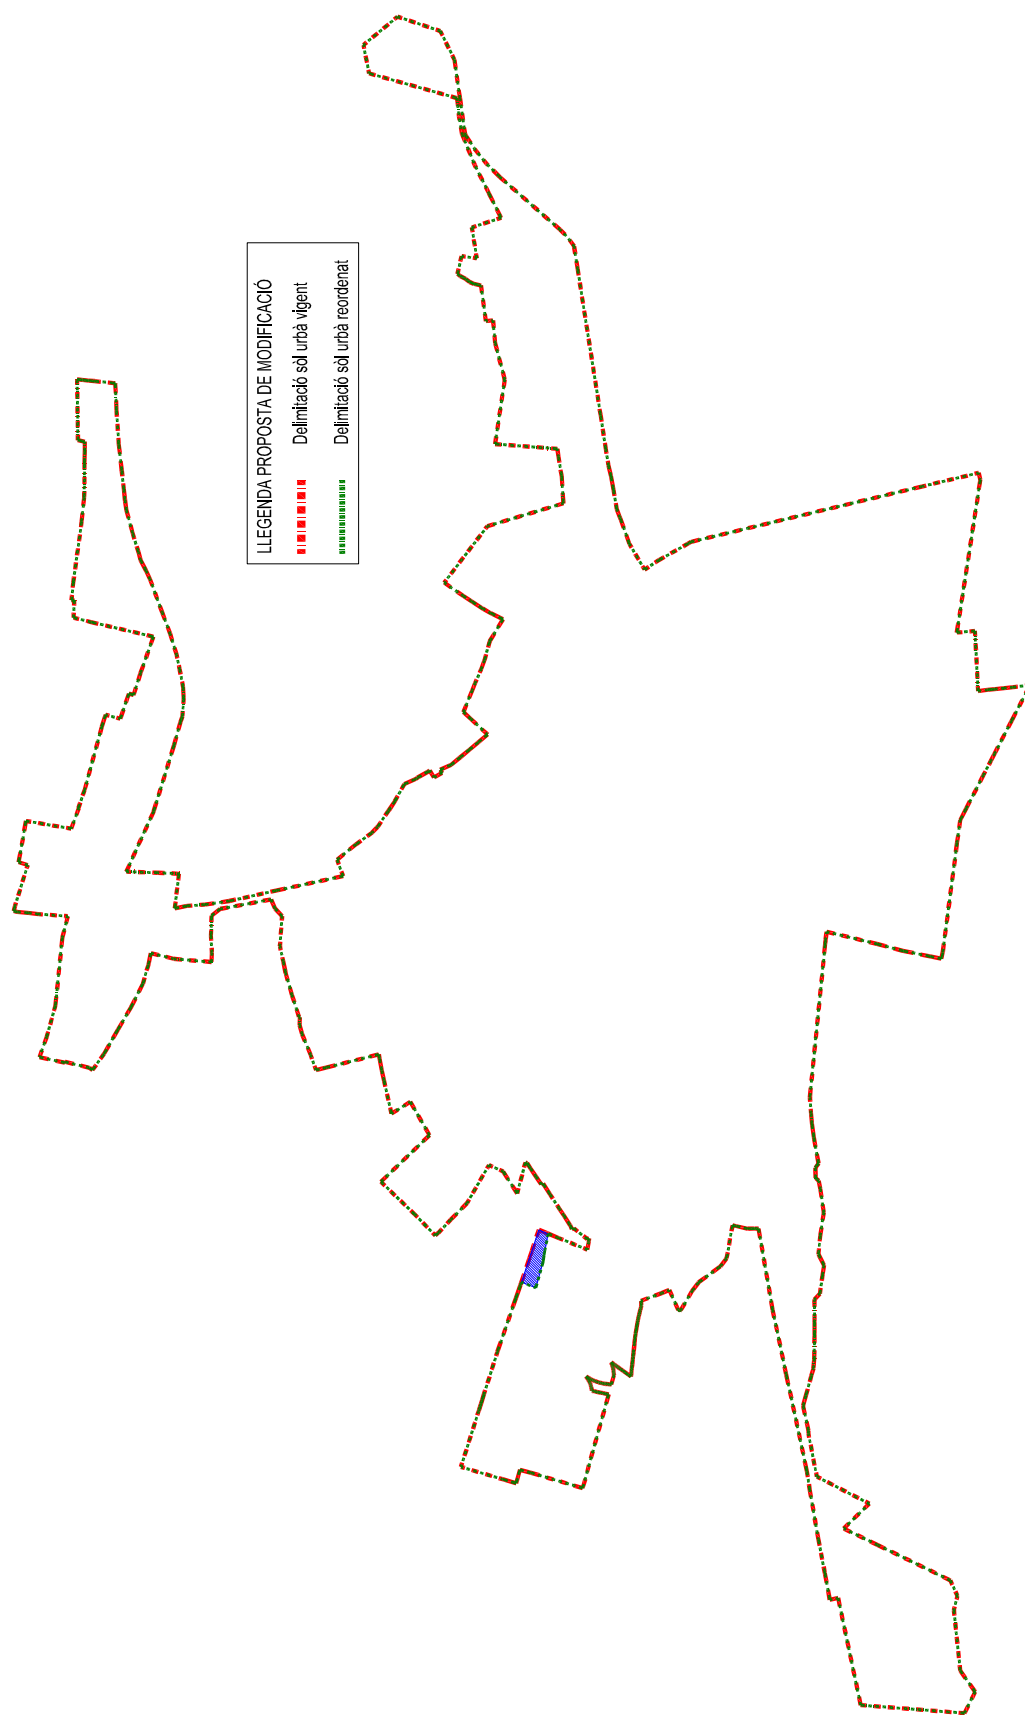 LLEGENDA PROPOSTA DE MODIFICACIÓ
Delimitació sòl urbà vigent
Delimitació sòl urbà reordenat